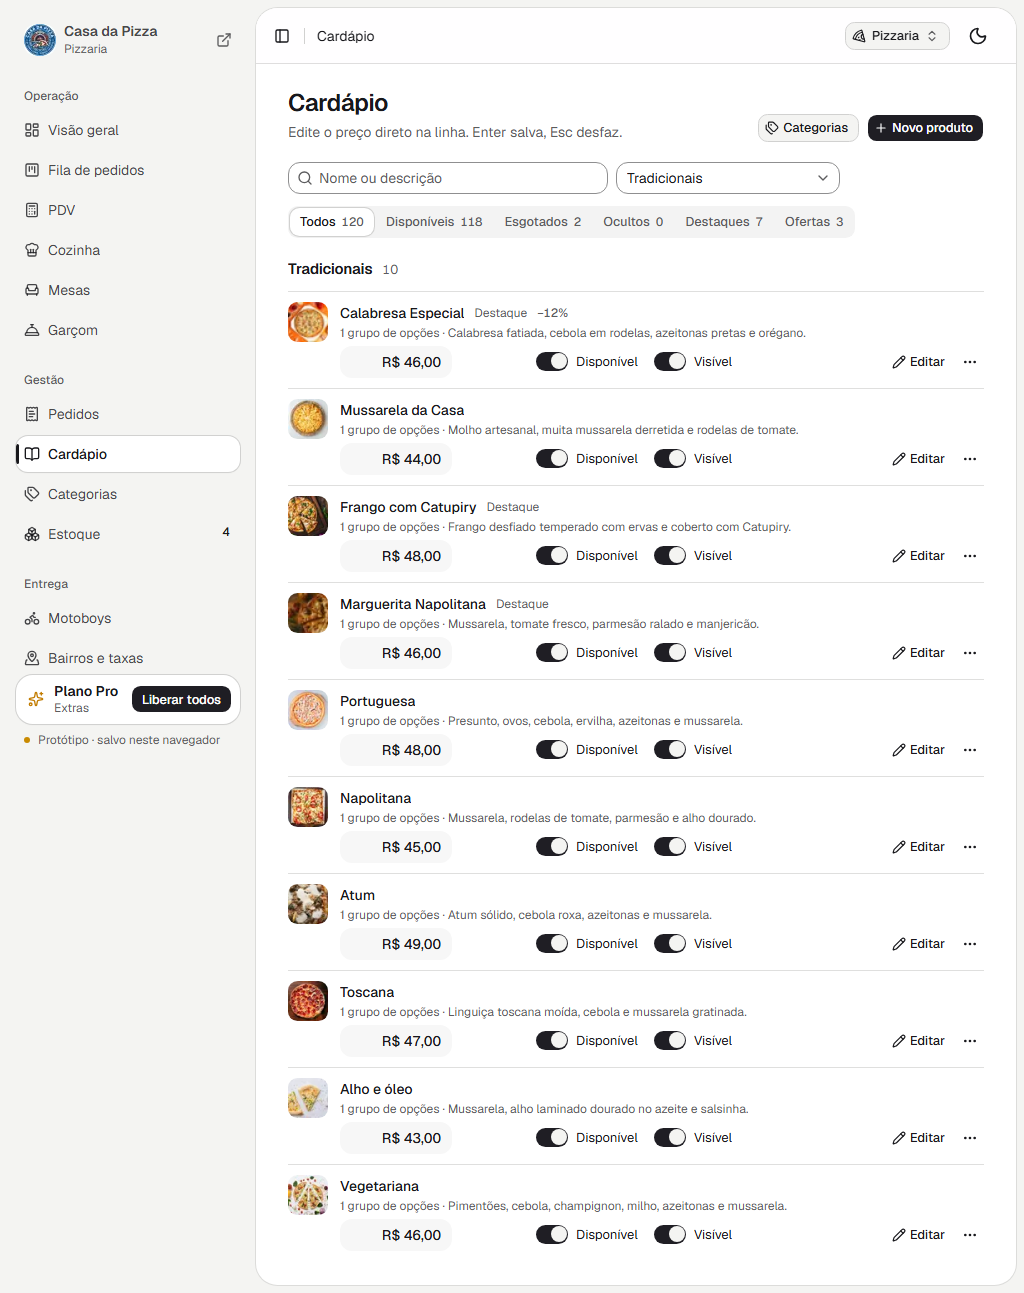 Casa da Pizza
Pizzaria
Operação
Visão geral
Fila de pedidos
PDV
Cozinha
Mesas
Garçom
Gestão
Pedidos
Cardápio
Categorias
Estoque 4
Entrega
Motoboys
Bairros e taxas
Plano Pro
Extras
Liberar todos
Protótipo · salvo neste navegador
Cardápio
Pizzaria
Cardápio
Edite o preço direto na linha. Enter salva, Esc desfaz.
Categorias
Novo produto
Nome ou descrição
Tradicionais
Todos 120 Disponíveis 118 Esgotados 2 Ocultos 0 Destaques 7 Ofertas 3
Tradicionais 10
Calabresa Especial Destaque −12%
1 grupo de opções · Calabresa fatiada, cebola em rodelas, azeitonas pretas e orégano.
R$ 46,00 Disponível Visível Editar
Mussarela da Casa
1 grupo de opções · Molho artesanal, muita mussarela derretida e rodelas de tomate.
R$ 44,00 Disponível Visível Editar
Frango com Catupiry Destaque
1 grupo de opções · Frango desfiado temperado com ervas e coberto com Catupiry.
R$ 48,00 Disponível Visível Editar
Marguerita Napolitana Destaque
1 grupo de opções · Mussarela, tomate fresco, parmesão ralado e manjericão.
R$ 46,00 Disponível Visível Editar
Portuguesa
1 grupo de opções · Presunto, ovos, cebola, ervilha, azeitonas e mussarela.
R$ 48,00 Disponível Visível Editar
Napolitana
1 grupo de opções · Mussarela, rodelas de tomate, parmesão e alho dourado.
R$ 45,00 Disponível Visível Editar
Atum
1 grupo de opções · Atum sólido, cebola roxa, azeitonas e mussarela.
R$ 49,00 Disponível Visível Editar
Toscana
1 grupo de opções · Linguiça toscana moída, cebola e mussarela gratinada.
R$ 47,00 Disponível Visível Editar
Alho e óleo
1 grupo de opções · Mussarela, alho laminado dourado no azeite e salsinha.
R$ 43,00 Disponível Visível Editar
Vegetariana
1 grupo de opções · Pimentões, cebola, champignon, milho, azeitonas e mussarela.
R$ 46,00 Disponível Visível Editar